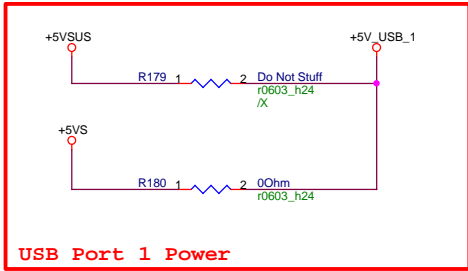 +5VSUS +5V_USB_1
R179 1 2 Do Not Stuff
r0603_h24
/X
+5VS
R180 1 2 0Ohm
r0603_h24
USB Port 1 Power